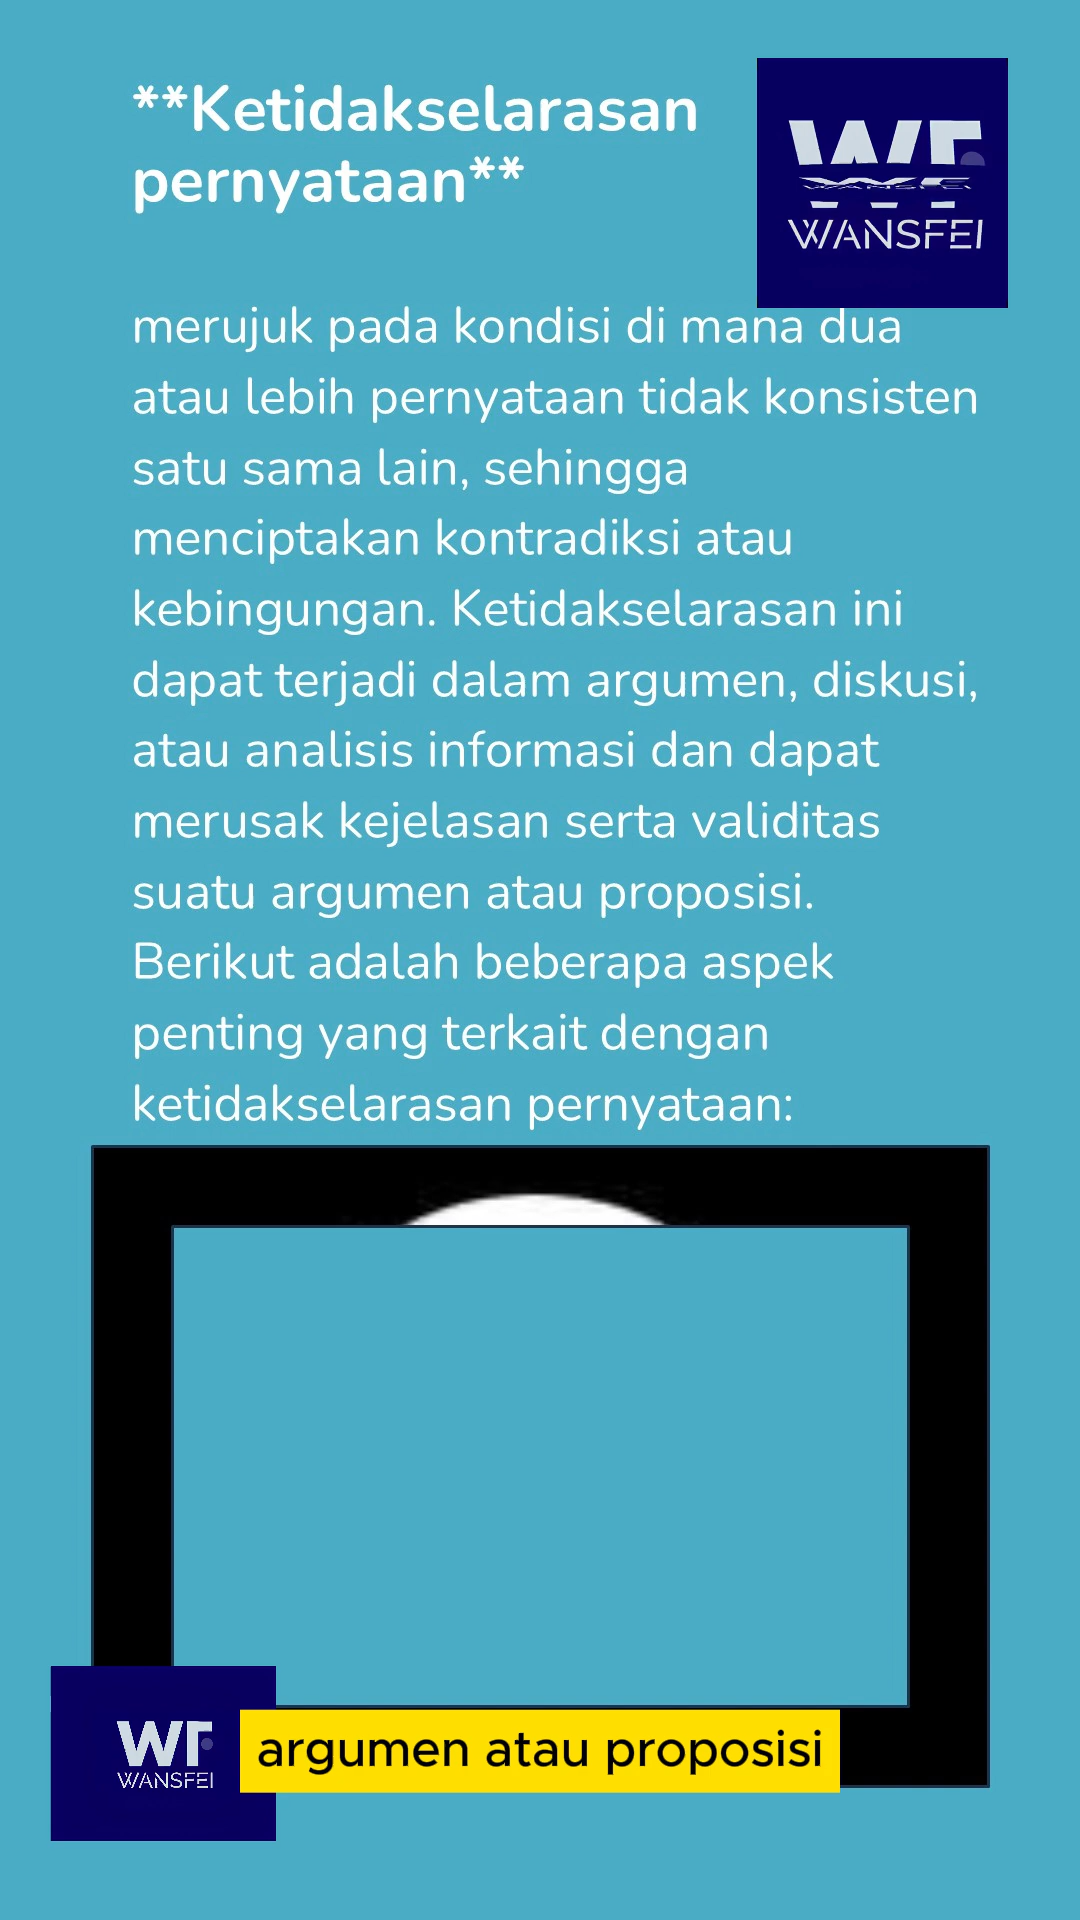 **Ketidakselarasan
pernyataan**
WF
WANSFEI
WANSFEI
merujuk pada kondisi di mana dua
atau lebih pernyataan tidak konsisten
satu sama lain, sehingga
menciptakan kontradiksi atau
kebingungan. Ketidakselarasan ini
dapat terjadi dalam argumen, diskusi,
atau analisis informasi dan dapat
merusak kejelasan serta validitas
suatu argumen atau proposisi.
Berikut adalah beberapa aspek
penting yang terkait dengan
ketidakselarasan pernyataan:
WF
WANSFEI
argumen atau proposisi